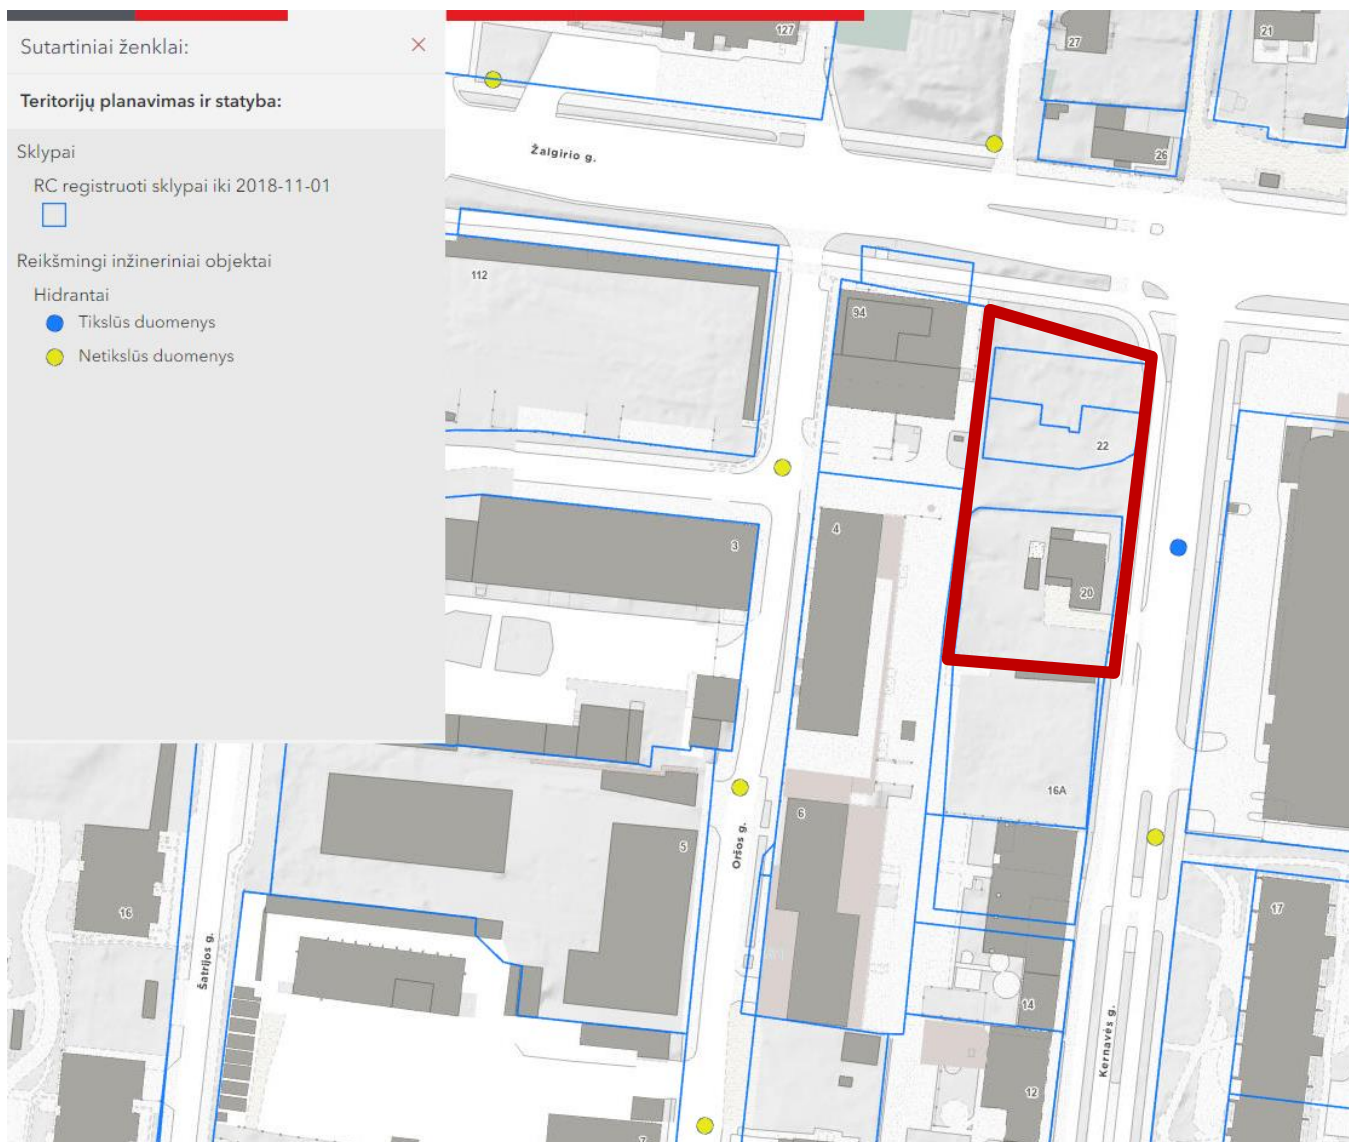 Sutartiniai ženklai:
Teritorijų planavimas ir statyba:
Sklypai
RC registruoti sklypai iki 2018-11-01
Reikšmingi inžineriniai objektai
Hidrantai
Tikslūs duomenys
Netikslūs duomenys
127
27
21
26
Žalgirio g.
112
94
22
3
4
20
16A
6
5
Oršos g.
16
17
Šatrijos g.
14
Kernavės g.
12
7